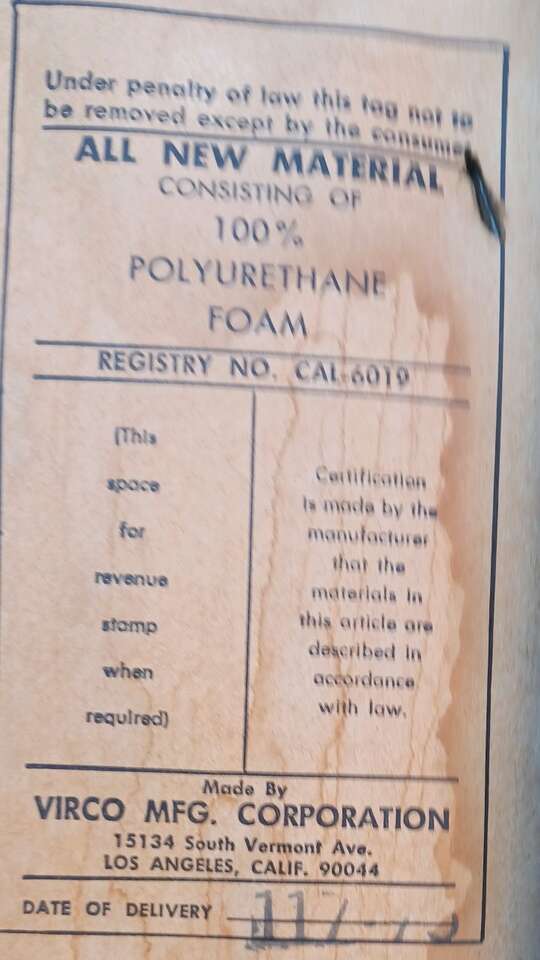 Under penalty of law this tag not to
be removed except by the consumer
ALL NEW MATERIAL
CONSISTING OF
100%
POLYURETHANE
FOAM
REGISTRY NO. CAL-6019
(This
space
for
revenue
stamp
when
required)
Certification
is made by the
manufacturer
that the
materials in
this article are
described in
accordance
with law.
Made By
VIRCO MFG. CORPORATION
15134 South Vermont Ave.
LOS ANGELES, CALIF. 90044
DATE OF DELIVERY